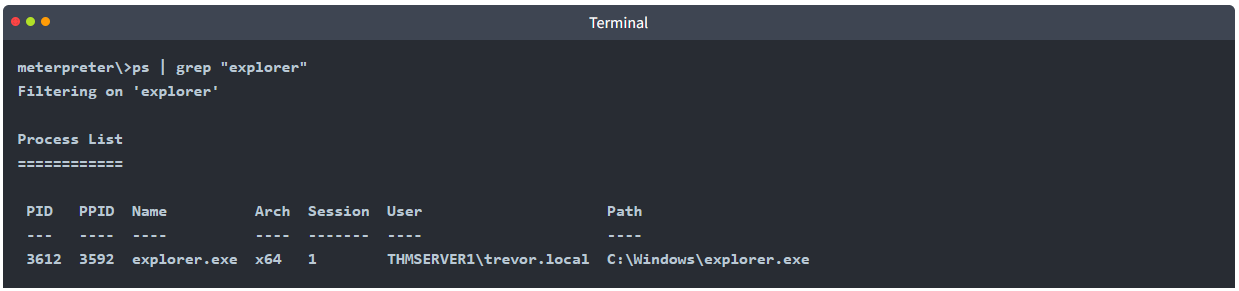 Terminal
meterpreter\>ps | grep "explorer"
Filtering on 'explorer'
Process List
============
PID PPID Name Arch Session User Path
--- ---- ---- ---- ------- ---- ----
3612 3592 explorer.exe x64 1 THMSERVER1\trevor.local C:\Windows\explorer.exe